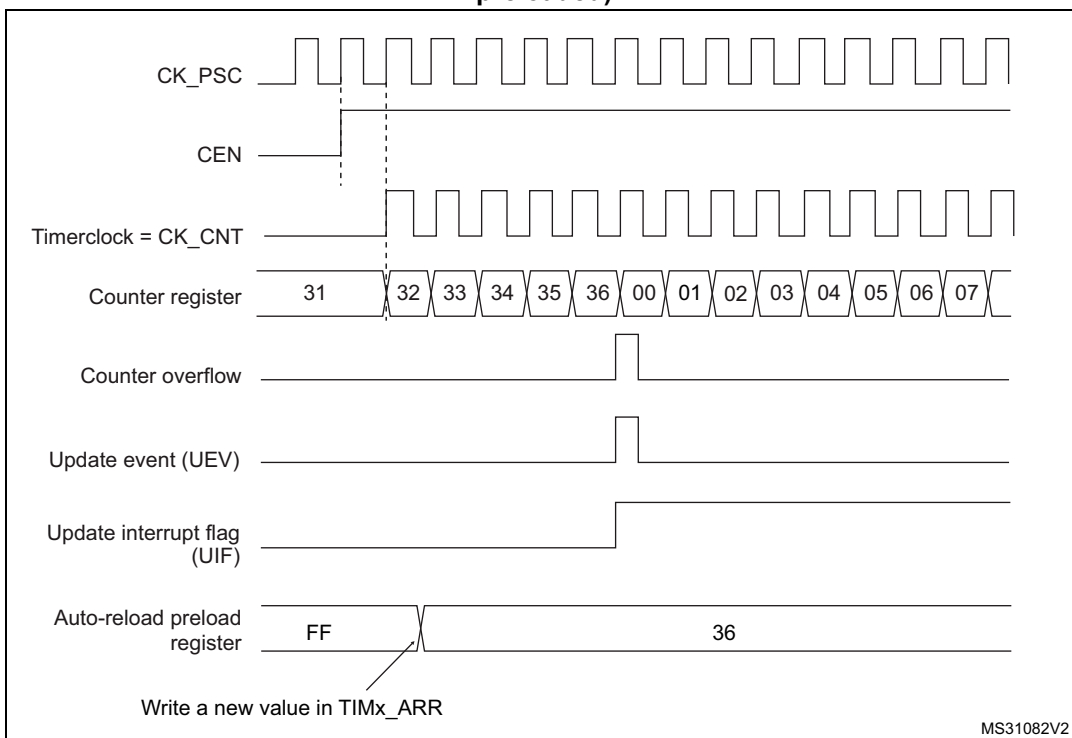 CK_PSC
CEN
Timerclock = CK_CNT
Counter register 31 32 33 34 35 36 00 01 02 03 04 05 06 07
Counter overflow
Update event (UEV)
Update interrupt flag
(UIF)
Auto-reload preload
register FF 36
Write a new value in TIMx_ARR
MS31082V2